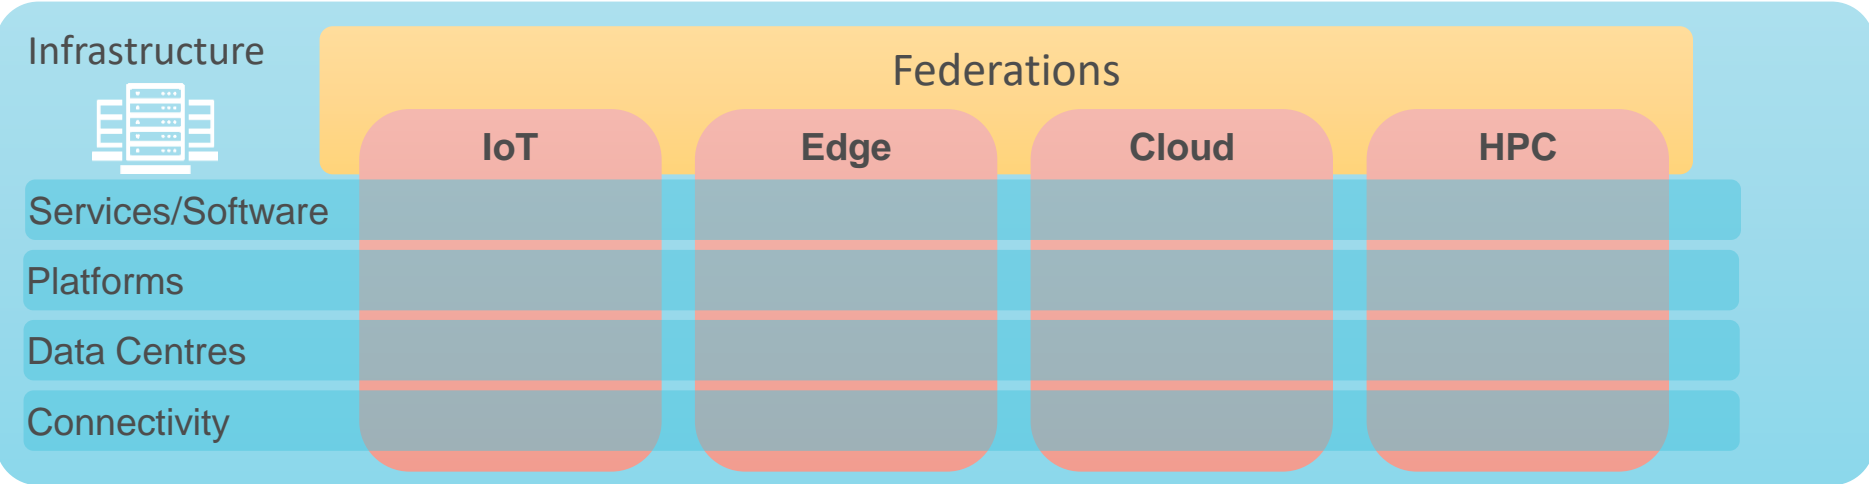 Infrastructure
Federations
IoT
Edge
Cloud
HPC
Services/Software
Platforms
Data Centres
Connectivity